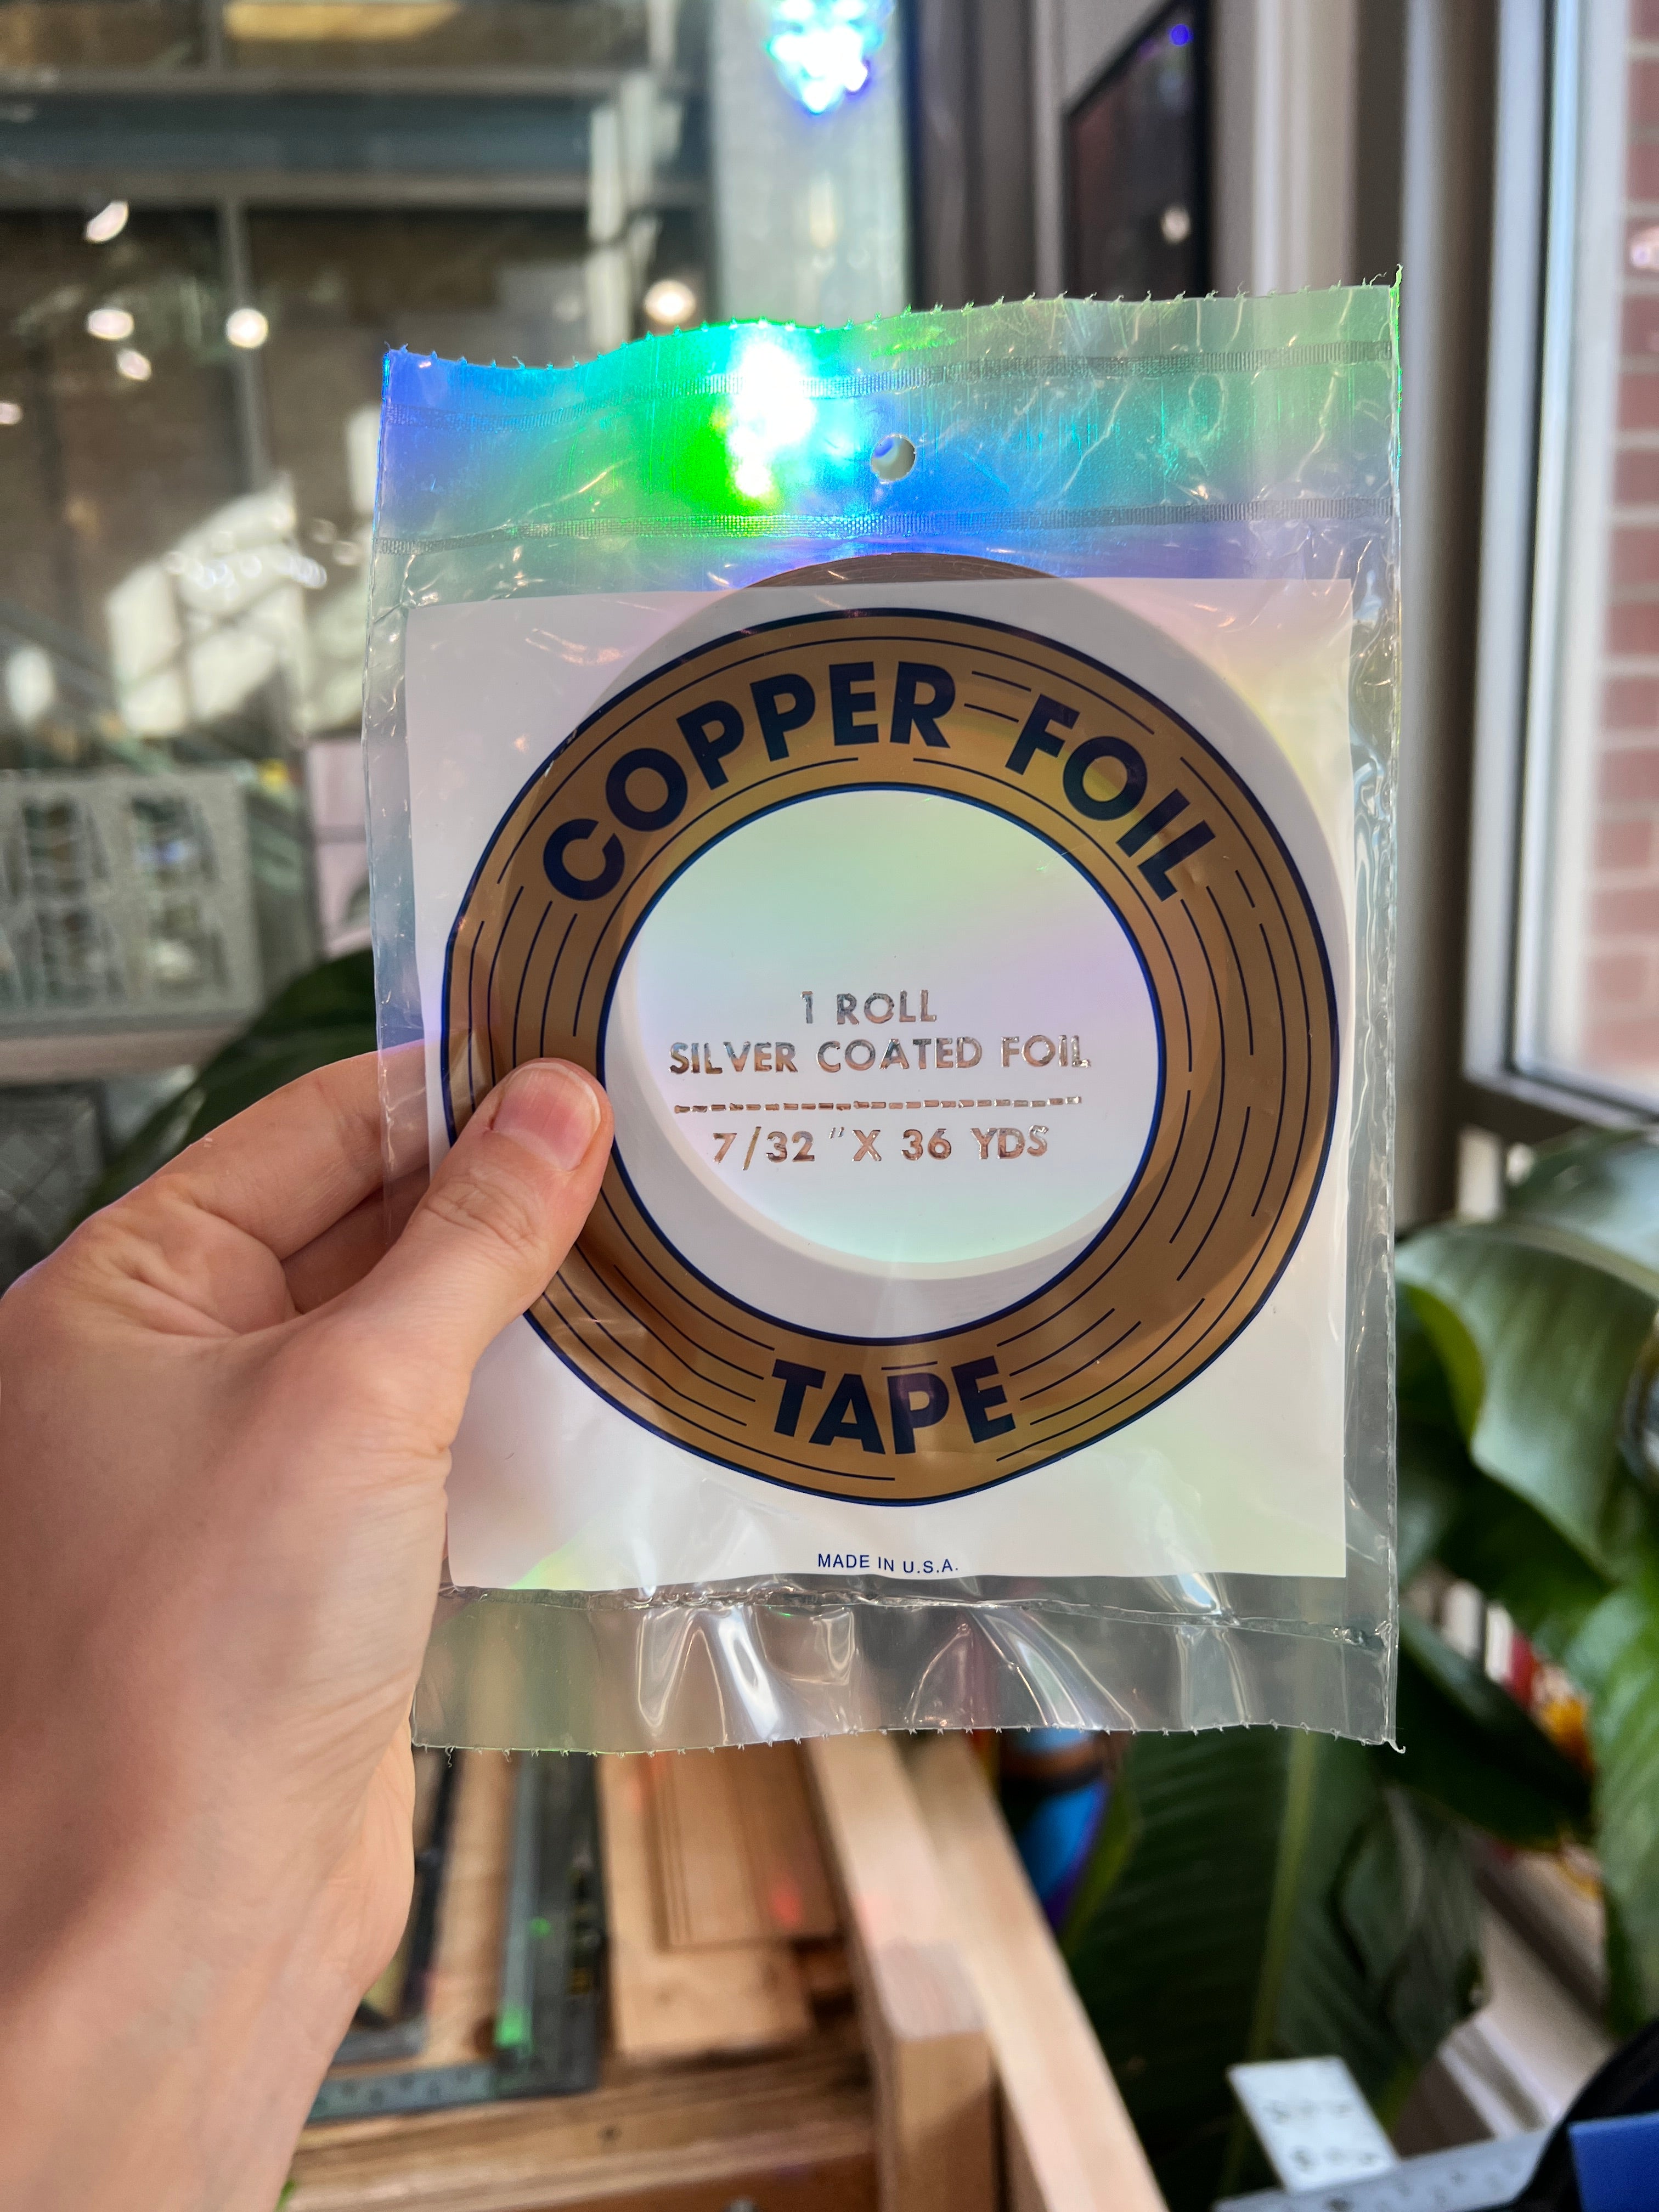 COPPER FOIL
1 ROLL
SILVER COATED FOIL
7/32 "X 36 YDS
TAPE
MADE IN U.S.A.